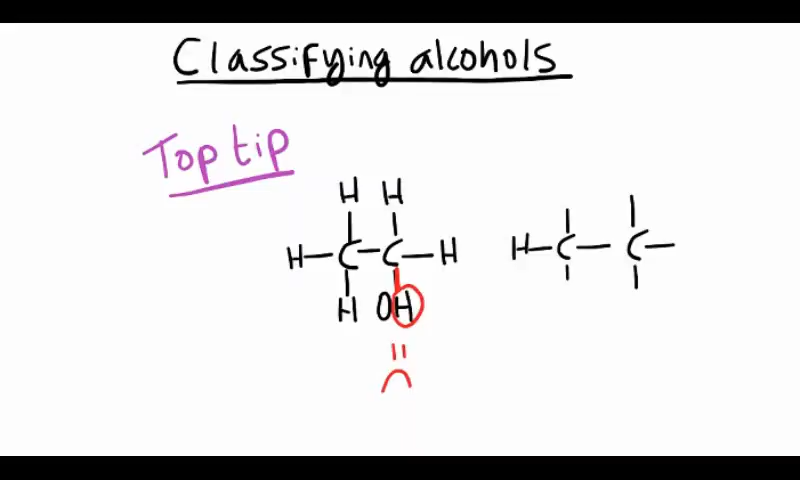 Classifying alcohols
Top tip
H H
H C C H H C C
H OH